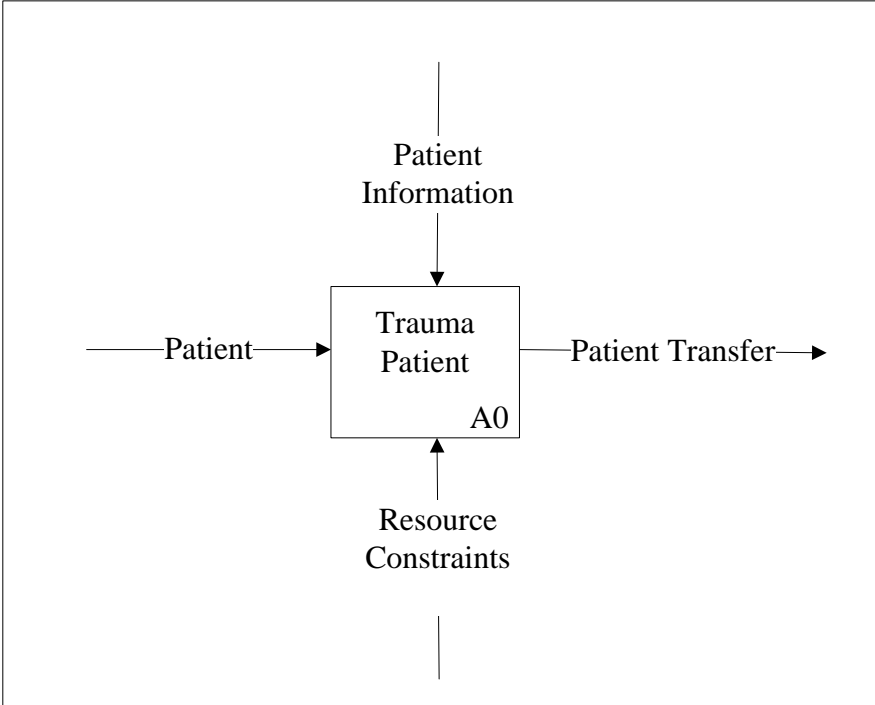 Patient
Information
Trauma
Patient
A0
Patient
Patient Transfer
Resource
Constraints